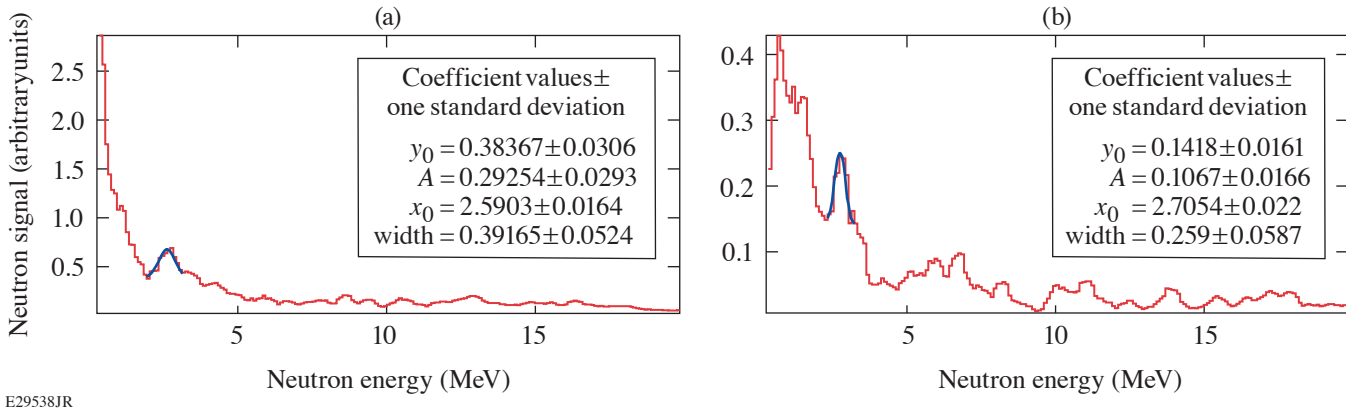 (a)
Neutron signal (arbitraryunits)
2.5
2.0
1.5
1.0
0.5
Coefficient values±
one standard deviation
y0 = 0.38367±0.0306
A = 0.29254±0.0293
x0 = 2.5903±0.0164
width = 0.39165±0.0524
5
10
15
Neutron energy (MeV)
(b)
0.4
0.3
0.2
0.1
Coefficient values±
one standard deviation
y0 = 0.1418±0.0161
A = 0.1067±0.0166
x0 = 2.7054±0.022
width = 0.259±0.0587
5
10
15
Neutron energy (MeV)
E29538JR